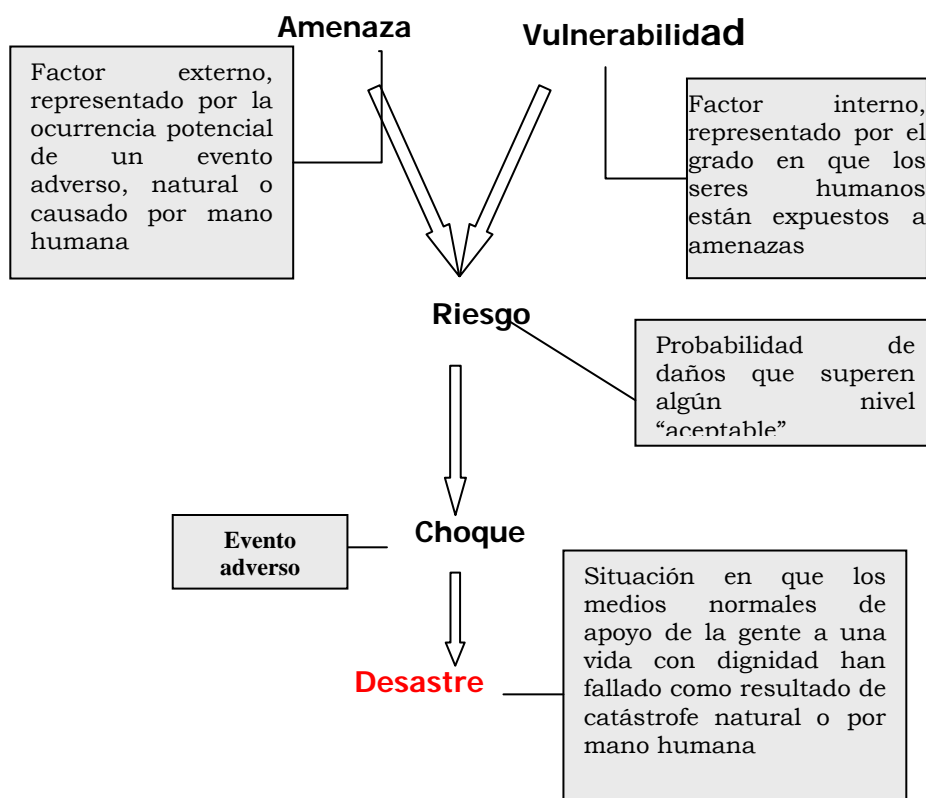 Amenaza
Vulnerabilidad
Factor externo,
representado por la
ocurrencia potencial
de un evento
adverso, natural o
causado por mano
humana
Factor interno,
representado por el
grado en que los
seres humanos
están expuestos a
amenazas
Riesgo
Probabilidad de
daños que superen
algún nivel
“aceptable”
Choque
Evento
adverso
Situación en que los
medios normales de
apoyo de la gente a una
vida con dignidad han
fallado como resultado de
catástrofe natural o por
mano humana
Desastre